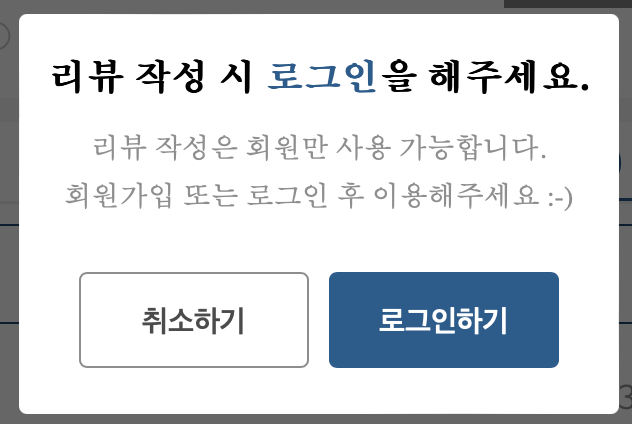 리뷰 작성 시 로그인을 해주세요.
리뷰 작성은 회원만 사용 가능합니다.
회원가입 또는 로그인 후 이용해주세요 :-)
취소하기
로그인하기